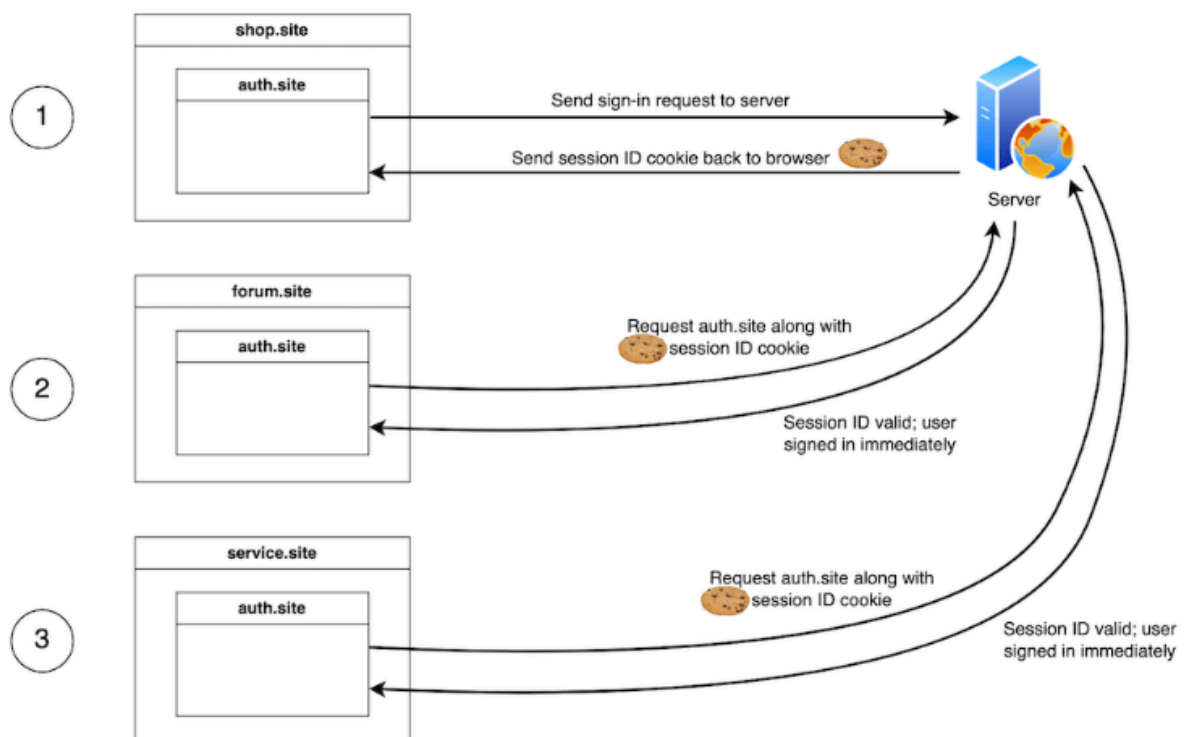 shop.site
auth.site
1
Send sign-in request to server
Send session ID cookie back to browser
Server
forum.site
auth.site
2
Request auth.site along with
session ID cookie
Session ID valid; user
signed in immediately
service.site
auth.site
3
Request auth.site along with
session ID cookie
Session ID valid; user
signed in immediately